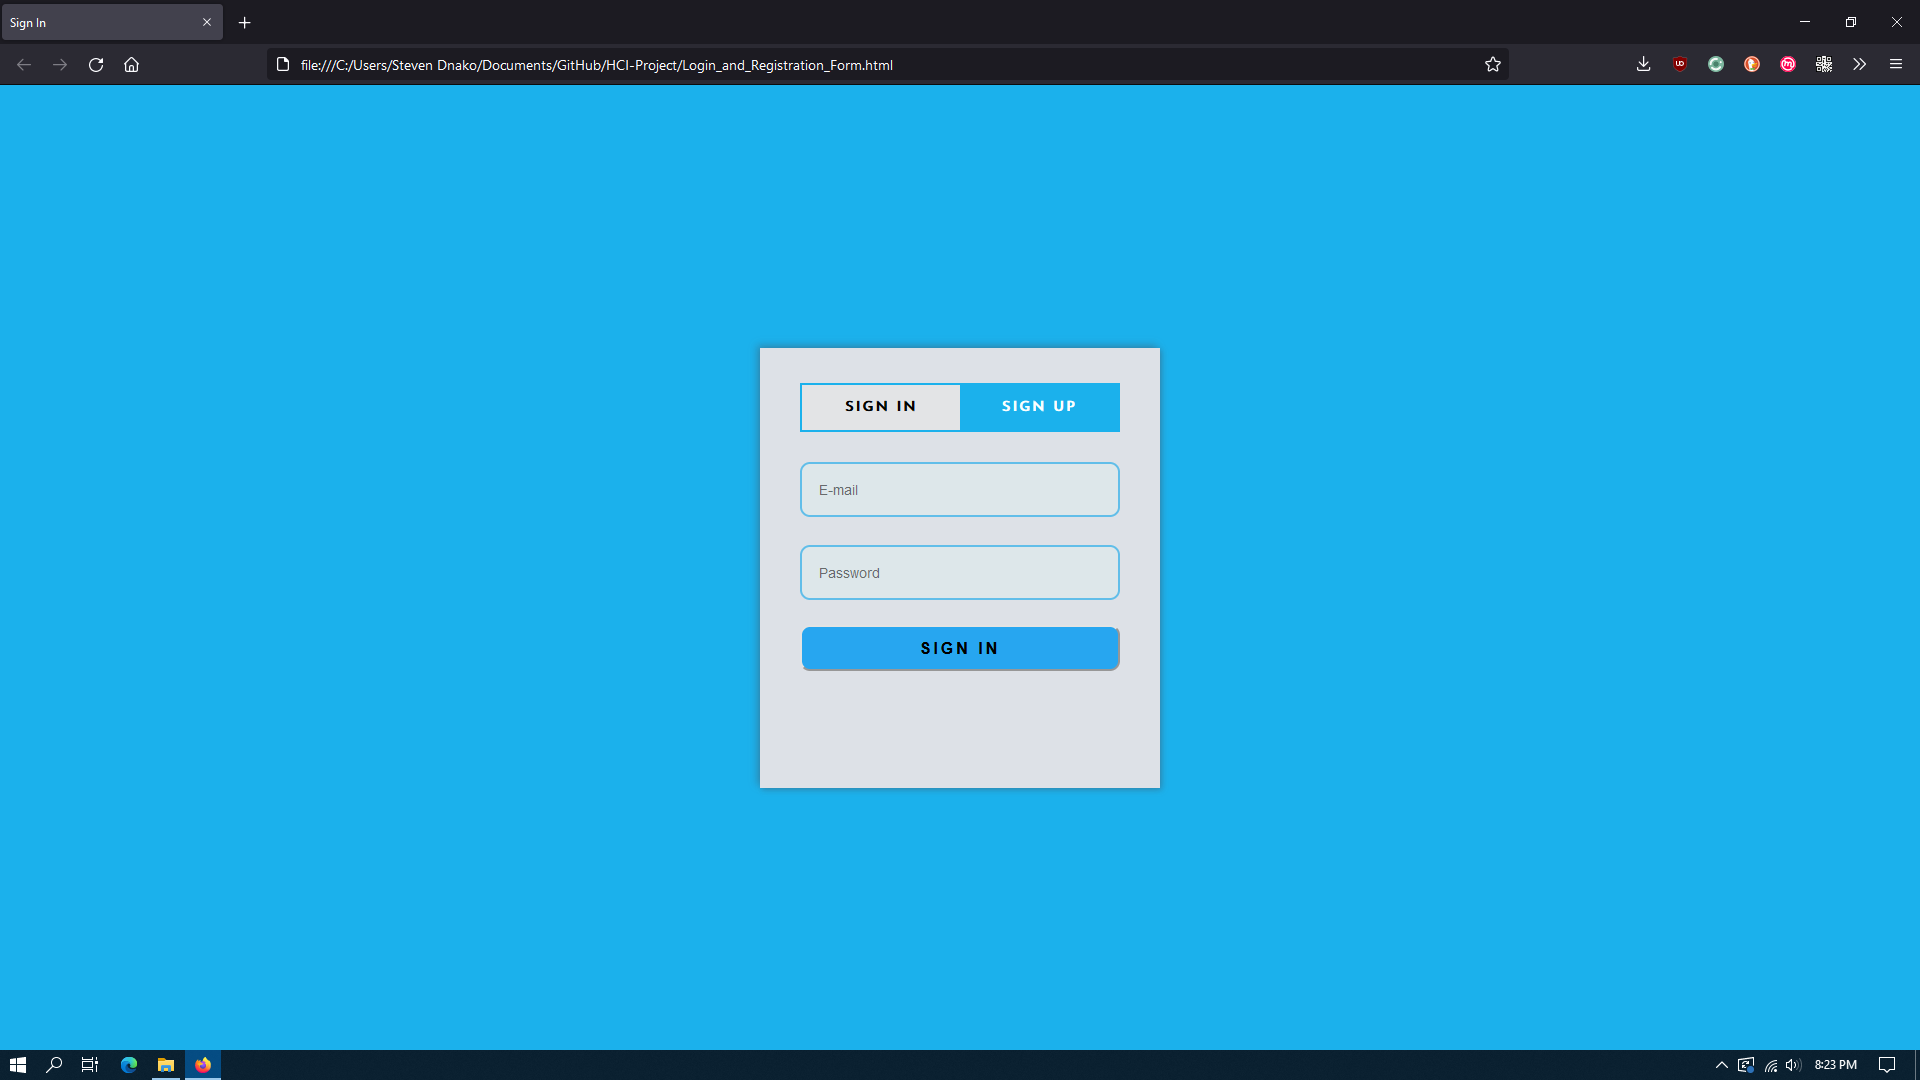 Sign In
file:///C:/Users/Steven Dnako/Documents/GitHub/HCI-Project/Login_and_Registration_Form.html
SIGN IN SIGN UP
E-mail
Password
SIGN IN
8:23 PM